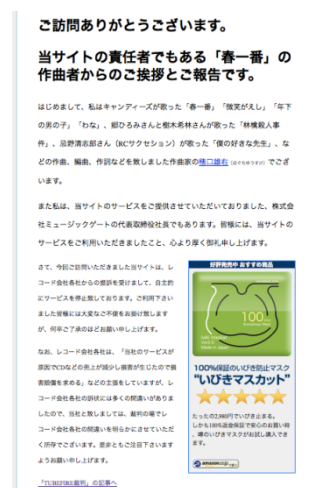 ご訪問ありがとうございます。
当サイトの責任者でもある「春一番」の
作曲者からのご挨拶とご報告です。
はじめまして、私はキャンディーズが歌った「春一番」「微笑がえし」「年下
の男の子」「わな」、郷ひろみさんと樹木希林さんが歌った「林檎殺人事
件」、忌野清志郎さん（RCサクセション）が歌った「僕の好きな先生」、な
どの作曲、編曲、作詞などを致しました作曲家の穂口雄右（ほぐちゆうすけ）でござ
います。
また私は、当サイトのサービスをご提供させていただいておりました、株式会
社ミュージックゲートの代表取締役社長でもあります。皆様には、当サイトの
サービスをご利用いただきましたこと、心より厚く御礼申し上げます。
さて、今回ご訪問いただきました当サイトは、レ
コード会社各社からの提訴を受けまして、自主的
にサービスを停止致しております。ご利用下さい
ました皆様には大変なご不便をお掛け致します
が、何卒ご了承のほどお願い申し上げます。
なお、レコード会社各社は、「当社のサービスが
原因でCDなどの売上が減少し損害が生じたので損
害賠償を求める」などの主張をしていますが、レ
コード会社各社の訴状には多くの間違いがありま
したので、当社と致しましては、裁判の場でレ
コード会社各社の間違いを明らかにさせていただ
く所存でございます。是非ともご注目下さいます
ようお願い申し上げます。
「TUBEFIRE裁判」の記事へ
好評発売中 おすすめ商品
100
100%保証のいびき防止マスク
"いびきマスカット"
たったの2,980円でいびき止まる。
しかも100%返金保証で安心のお買い時
、噂のいびきマスクがお試し購入でき
ます。
amazon.co.jp